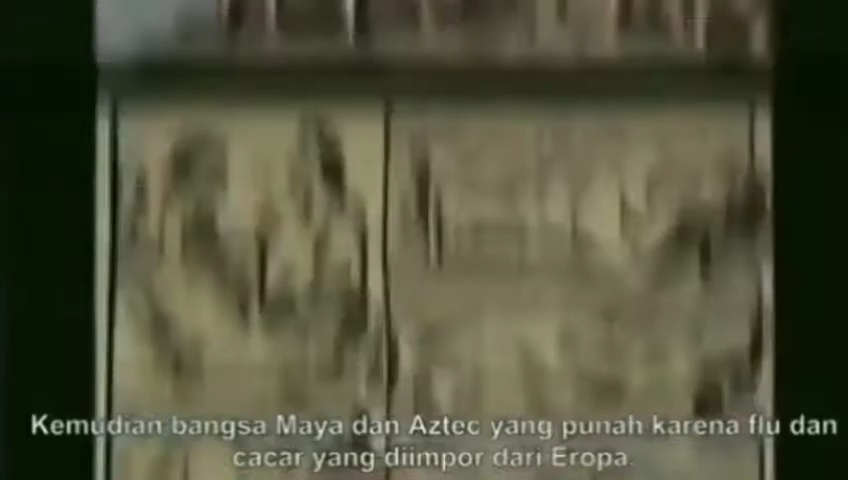 Kemudian bangsa Maya dan Aztec yang punah karena flu dan
cacar yang diimpor dari Eropa.